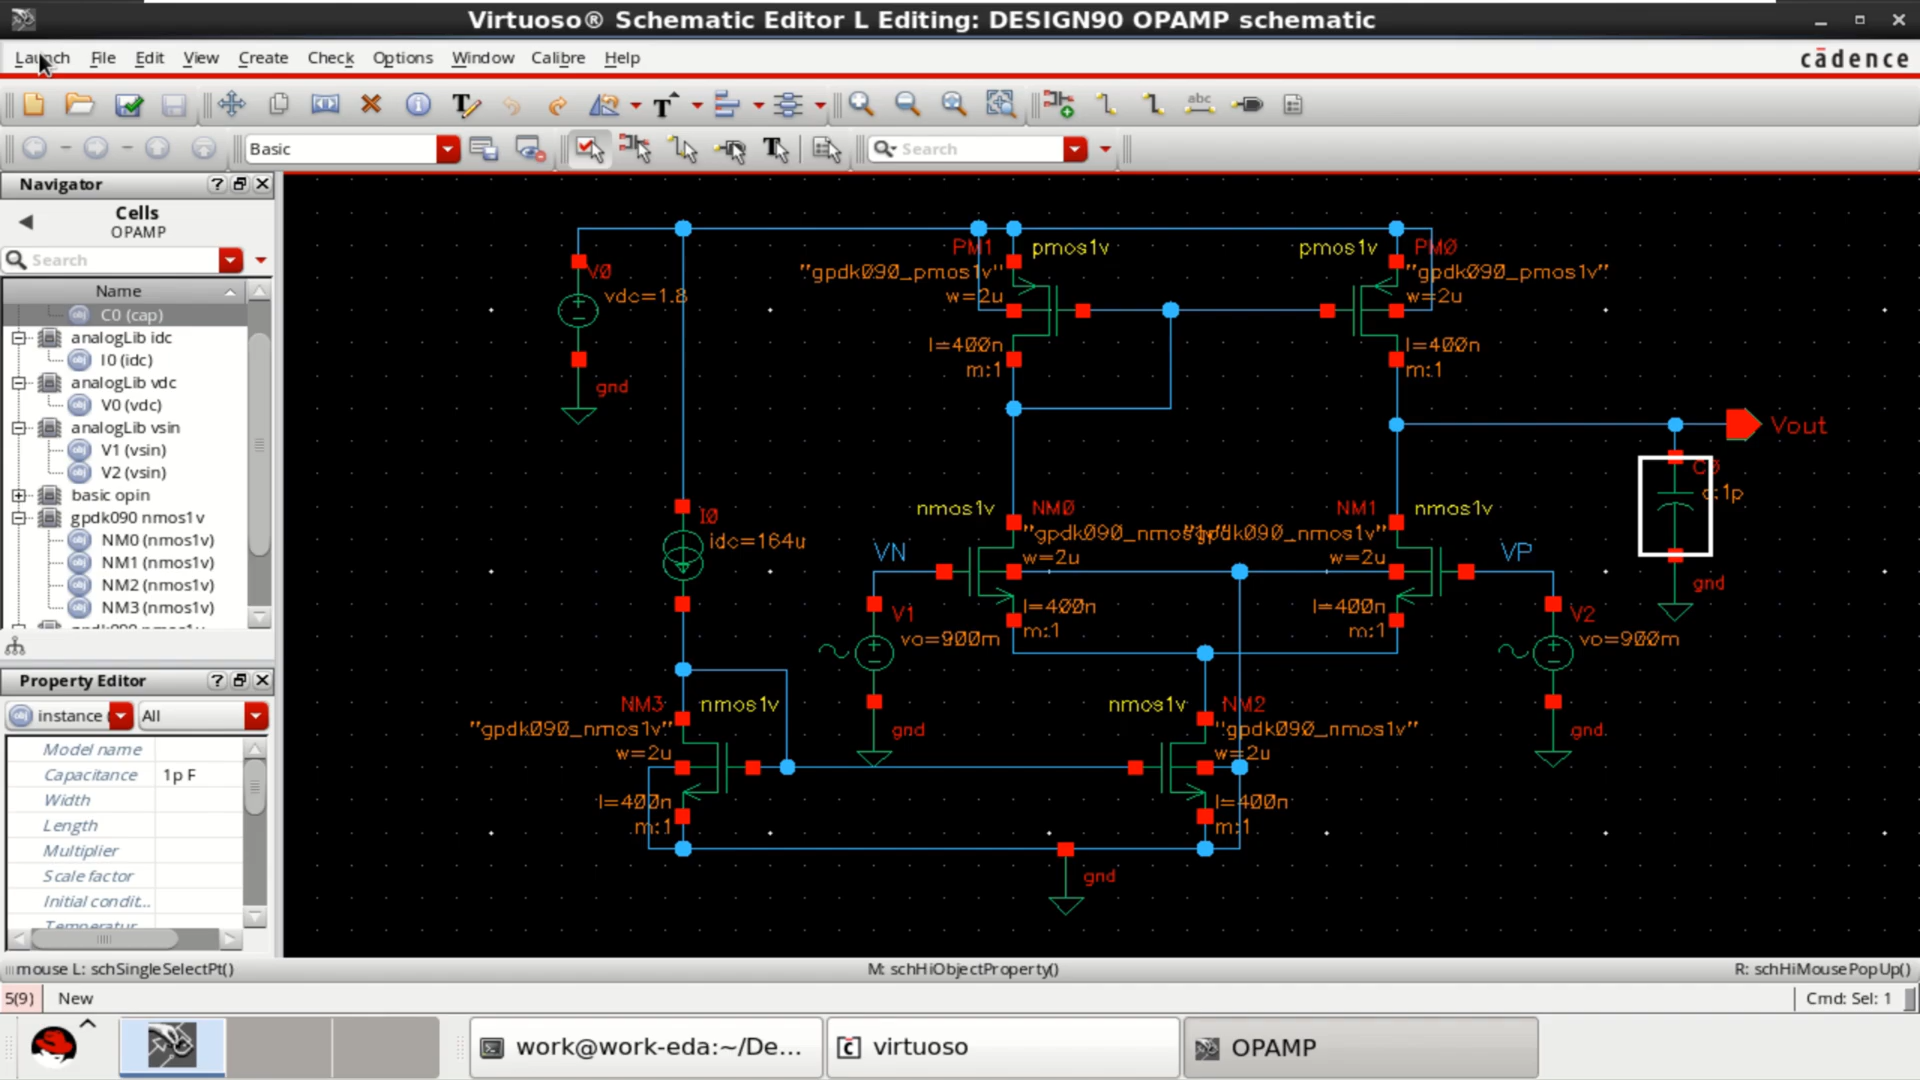 Virtuoso® Schematic Editor L Editing: DESIGN90 OPAMP schematic
Launch File Edit View Create Check Options Window Calibre Help
cādence
abc
Basic
Search
Navigator
Cells
OPAMP
Search
Name
C0 (cap)
analogLib idc
I0 (idc)
analogLib vdc
V0 (vdc)
analogLib vsin
V1 (vsin)
V2 (vsin)
basic opin
gpdk090 nmos1v
NM0 (nmos1v)
NM1 (nmos1v)
NM2 (nmos1v)
NM3 (nmos1v)
Property Editor
instance
All
Model name
Capacitance 1p F
Width
Length
Multiplier
Scale factor
Initial condit...
Temperatur
V0
vdc=1.8
gnd
PM1
pmos1v
"gpdk090_pmos1v"
w=2u
l=400n
m:1
pmos1v
PM0
"gpdk090_pmos1v"
w=2u
l=400n
m:1
Vout
C0
c:1p
gnd
I0
idc=164u
nmos1v
NM0
"gpdk090_nmos1v"
w=2u
l=400n
m:1
VN
V1
vo=900m
gnd
NM1
nmos1v
"gpdk090_nmos1v"
w=2u
l=400n
m:1
VP
V2
vo=900m
gnd
NM3
nmos1v
"gpdk090_nmos1v"
w=2u
l=400n
m:1
nmos1v
NM2
"gpdk090_nmos1v"
w=2u
l=400n
m:1
gnd
mouse L: schSingleSelectPt()
M: schHiObjectProperty()
R: schHiMousePopUp()
5(9) New
Cmd: Sel: 1
work@work-eda:~/De...
virtuoso
OPAMP